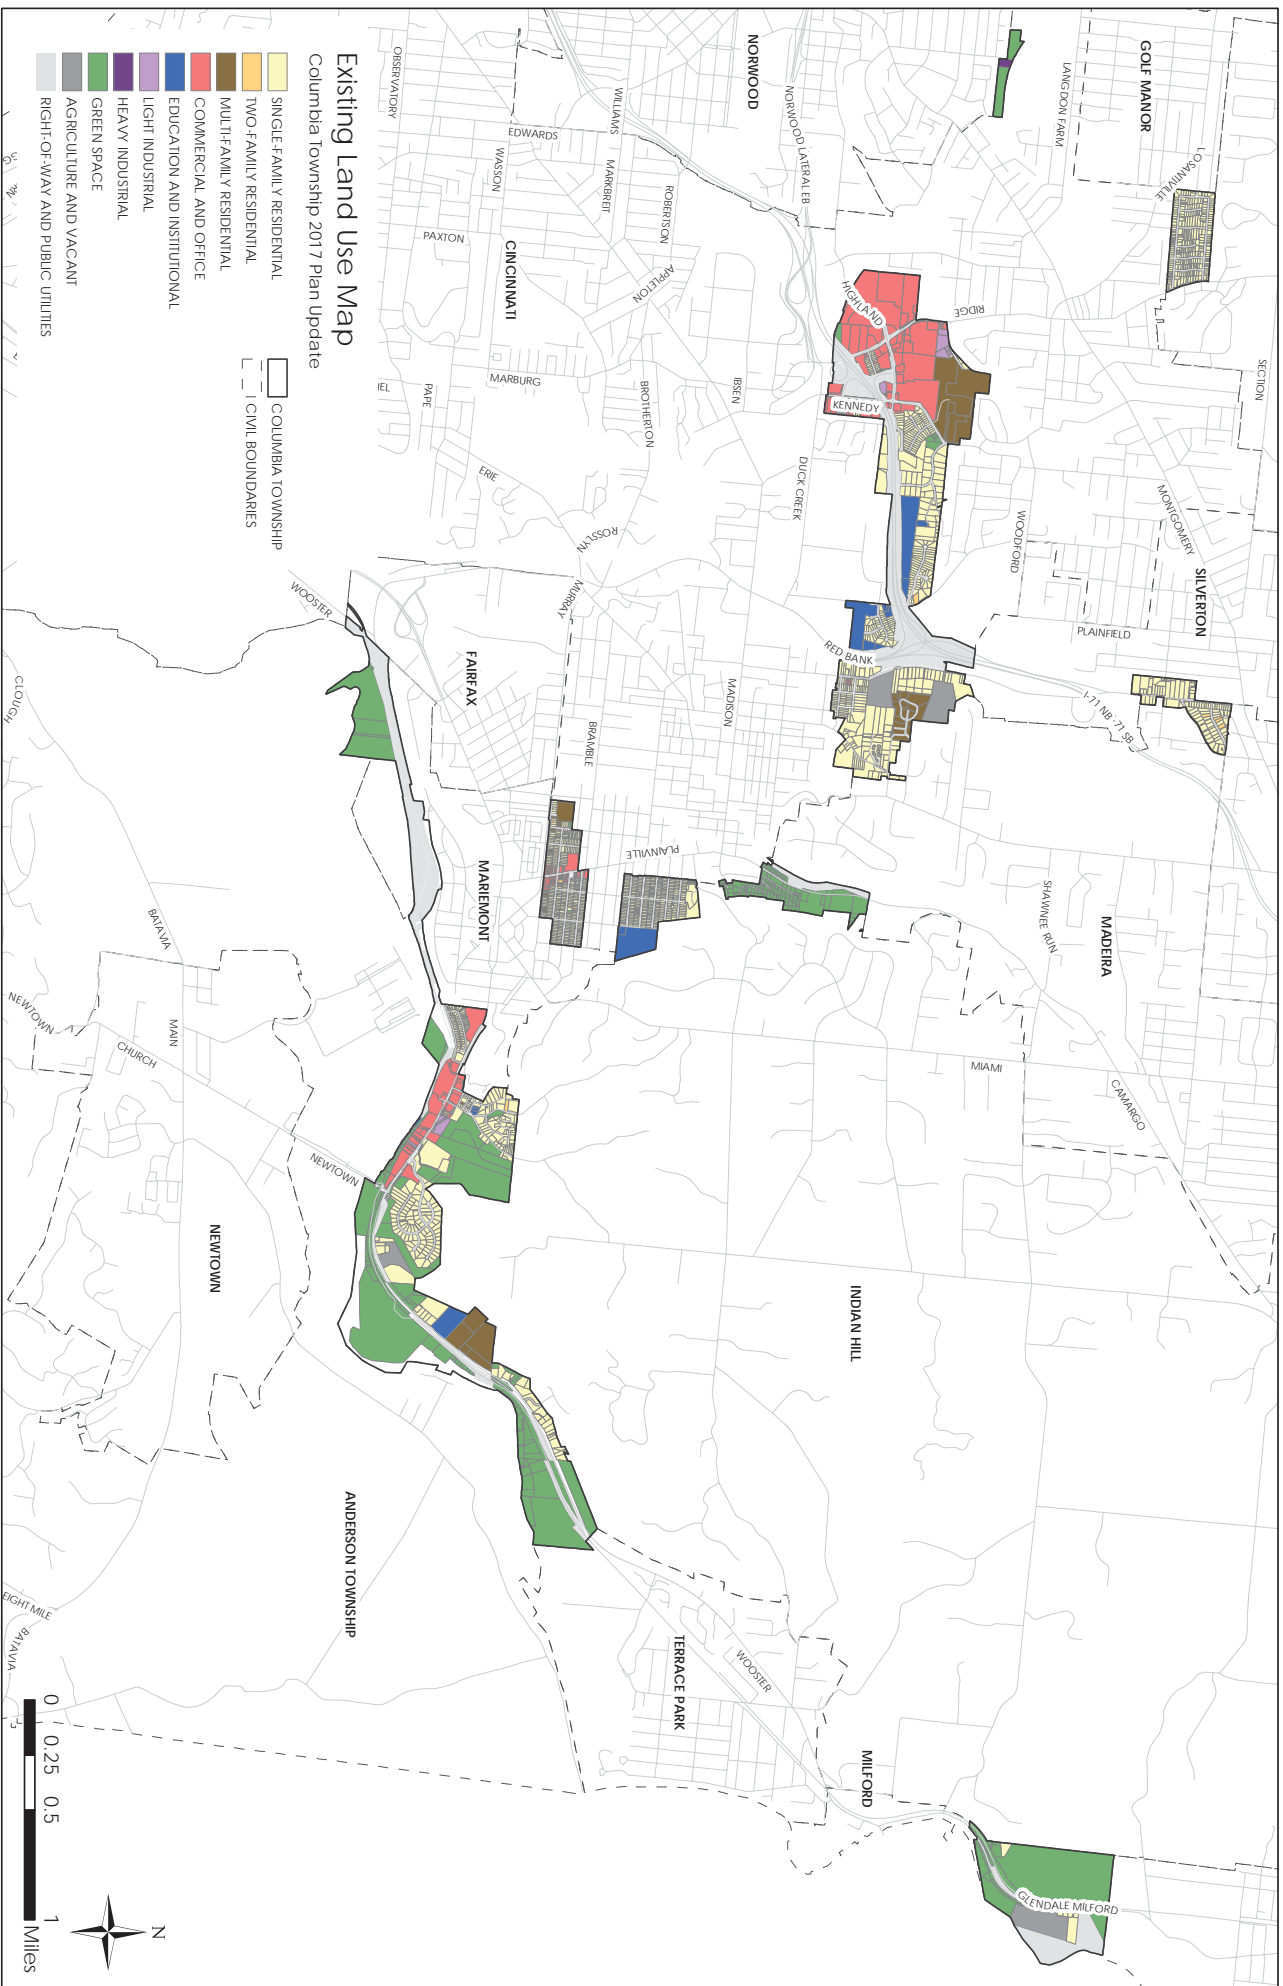 Existing Land Use Map
Columbia Township 2017 Plan Update
SINGLE-FAMILY RESIDENTIAL
TWO-FAMILY RESIDENTIAL
MULTI-FAMILY RESIDENTIAL
COMMERCIAL AND OFFICE
EDUCATION AND INSTITUTIONAL
LIGHT INDUSTRIAL
HEAVY INDUSTRIAL
GREEN SPACE
AGRICULTURE AND VACANT
RIGHT-OF-WAY AND PUBLIC UTILITIES
COLUMBIA TOWNSHIP
CIVIL BOUNDARIES
GOLF MANOR
LOSANTIVILLE
LANGDON FARM
SECTION
NORWOOD
NORWOOD LATERAL EB
WILLIAMS
EDWARDS
OBSERVATORY
WASSON
MARKBREIT
ROBERTSON
PAXTON
CINCINNATI
APPLETON
HIGHLAND
RIDGE
KENNEDY
MARBURG
PAPE
BROTHERTON
IBSEN
ERIE
DUCK CREEK
ROSSLYN
WOODFORD
MONTGOMERY
SILVERTON
PLAINFIELD
I-71 NB -71 SB
RED BANK
MURRAY
WOOSTER
FAIRFAX
MADISON
BRAMBLE
PLAINVILLE
MARIEMONT
SHAWNEE RUN
MADEIRA
CLOUGH
BATAVIA
NEWTOWN
MAIN
CHURCH
NEWTOWN
MIAMI
CAMARGO
NEWTOWN
INDIAN HILL
ANDERSON TOWNSHIP
EIGHT MILE
BATAVIA
TERRACE PARK
WOOSTER
MILFORD
GLENDALE MILFORD
0 0.25 0.5 1
Miles
N